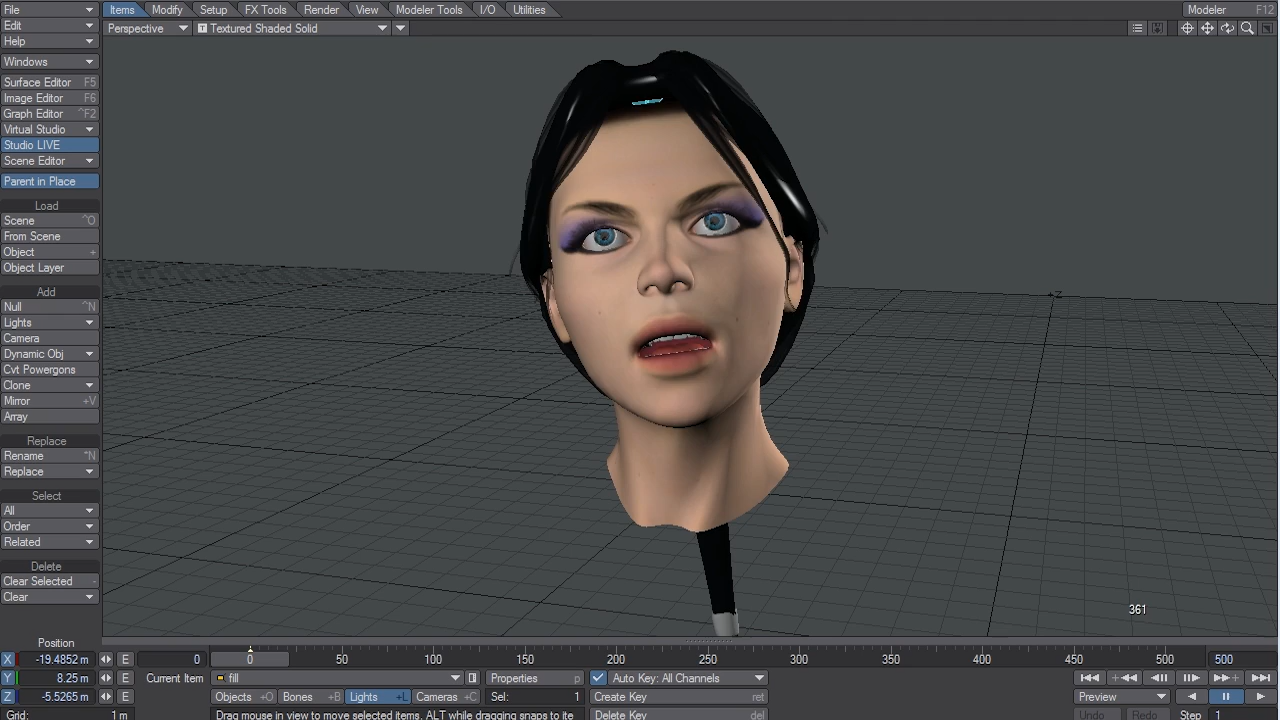 File
Items Modify Setup FX Tools Render View Modeler Tools I/O Utilities
Modeler F12
Edit
Perspective Textured Shaded Solid
Help
Windows
Surface Editor F5
Image Editor F6
Graph Editor ^F2
Virtual Studio
Studio LIVE
Scene Editor
Parent in Place
Load
Scene ^O
From Scene
Object +
Object Layer
Add
Null ^N
Lights
Camera
Dynamic Obj
Cvt Powergons
Clone
Mirror +V
Array
Replace
Rename "N
Replace
Select
All
Order
Related
Delete
Clear Selected -
Clear
+Z
361
Position
X -19.4852 m E 0 0 50 100 150 200 250 300 350 400 450 500 500
Y 8.25 m E Current Item fill Properties p Auto Key: All Channels
Z -5.5265 m E Objects +O Bones +B Lights +L Cameras +C Sel: 1 Create Key ret Preview
Grid: 1 m Drag mouse in view to move selected items. ALT while dragging snaps to ite Delete Key del Undo Redo Step 1